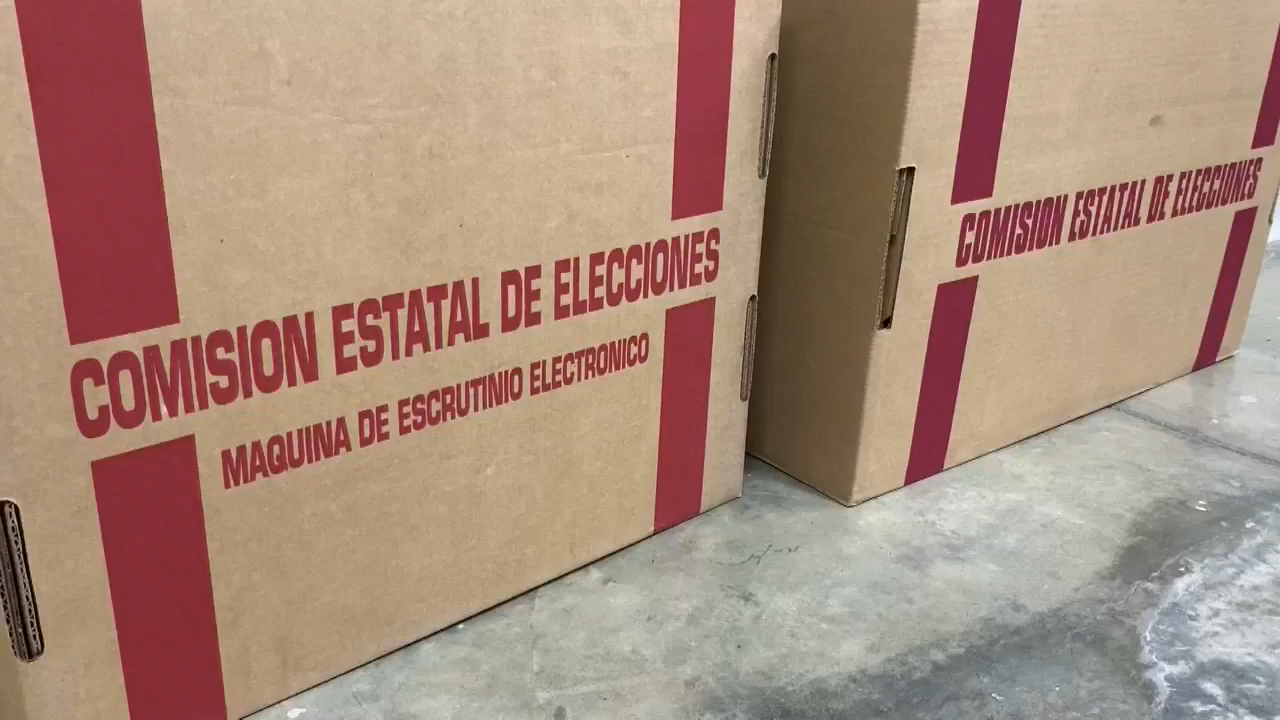 COMISION ESTATAL DE ELECCIONES
MAQUINA DE ESCRUTINIO ELECTRONICO
COMISION ESTATAL DE ELECCIONES